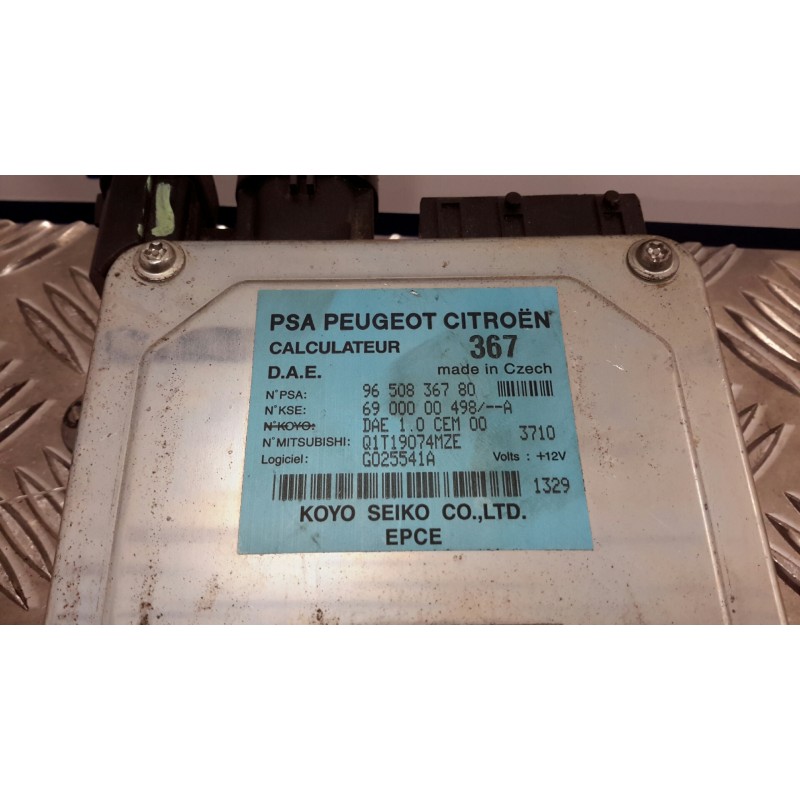 PSA PEUGEOT CITROËN
CALCULATEUR 367
D.A.E. made in Czech
N°PSA: 96 508 367 80
N°KSE: 69 000 00 498/--A
N°KOYO: DAE 1.0 CEM 00 3710
N°MITSUBISHI: Q1T19074MZE
Logiciel: G025541A Volts : +12V
1329
KOYO SEIKO CO.,LTD.
EPCE